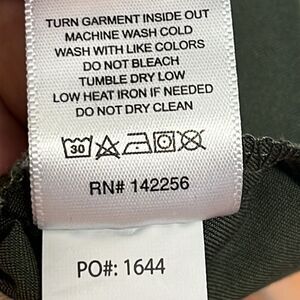 TURN GARMENT INSIDE OUT
MACHINE WASH COLD
WASH WITH LIKE COLORS
DO NOT BLEACH
TUMBLE DRY LOW
LOW HEAT IRON IF NEEDED
DO NOT DRY CLEAN
30
RN# 142256
PO#: 1644